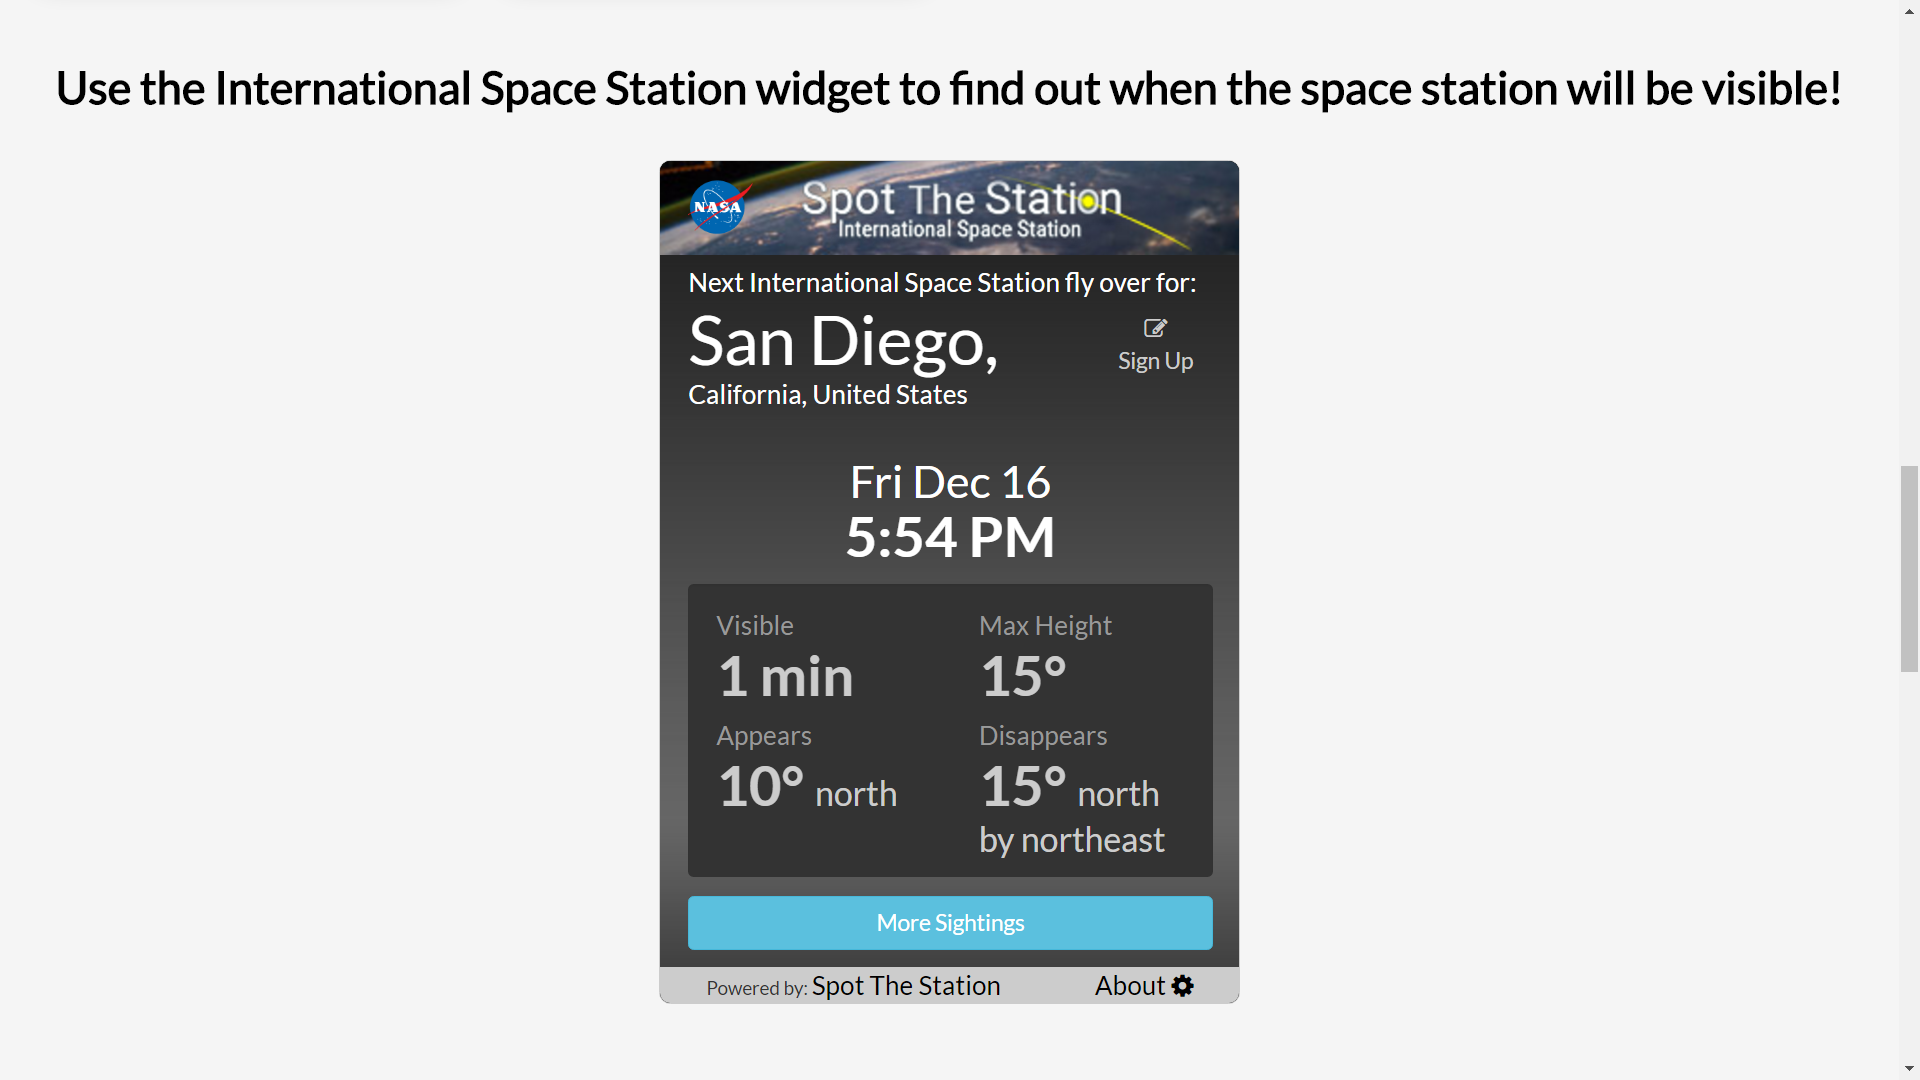 Use the International Space Station widget to find out when the space station will be visible!
NASA
Spot The Station
International Space Station
Next International Space Station fly over for:
San Diego,
Sign Up
California, United States
Fri Dec 16
5:54 PM
Visible
1 min
Max Height
15°
Appears
10° north
Disappears
15° north
by northeast
More Sightings
Powered by: Spot The Station
About